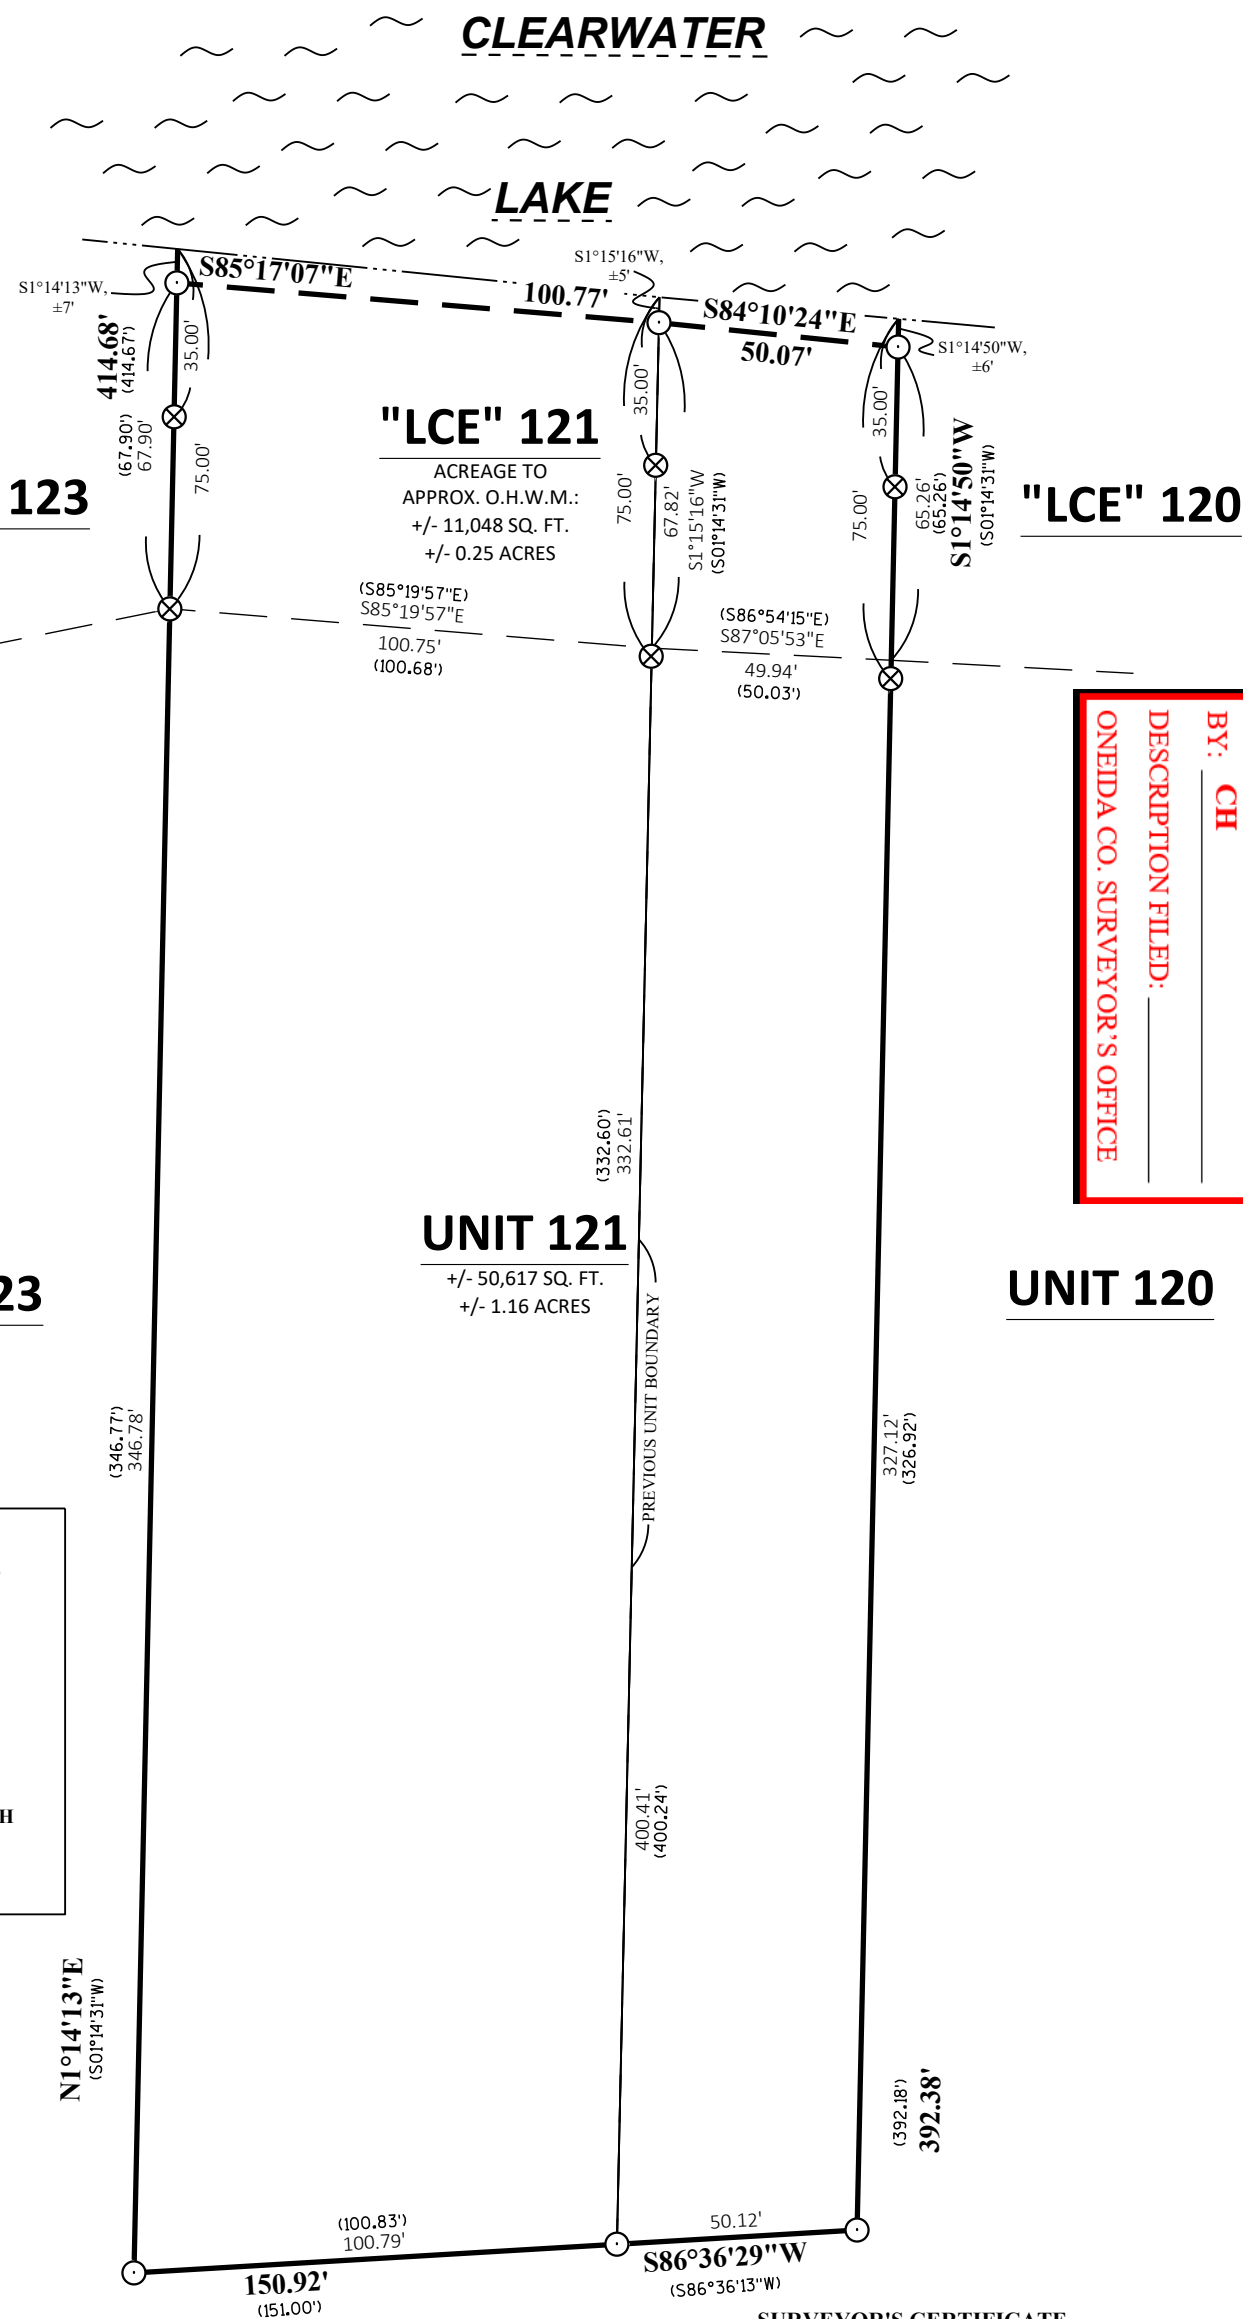 CLEARWATER
LAKE
S1°14'13"W,
±7'
S85°17'07"E
100.77'
S1°15'16"W,
±5'
S84°10'24"E
50.07'
S1°14'50"W,
±6'
414.68'
(414.67')
35.00'
(67.90')
67.90'
75.00'
"LCE" 121
ACREAGE TO
APPROX. O.H.W.M.:
+/- 11,048 SQ. FT.
+/- 0.25 ACRES
35.00'
75.00'
67.82'
S1°15'16"W
(S01°14'31"W)
35.00'
75.00'
65.26'
(65.26')
S1°14'50"W
(S01°14'31"W)
123
"LCE" 120
(S85°19'57"E)
S85°19'57"E
100.75'
(100.68')
(S86°54'15"E)
S87°05'53"E
49.94'
(50.03')
BY: CH
DESCRIPTION FILED:
ONEIDA CO. SURVEYOR'S OFFICE
(332.60')
332.61'
UNIT 121
+/- 50,617 SQ. FT.
+/- 1.16 ACRES
PREVIOUS UNIT BOUNDARY
UNIT 120
23
(346.77')
346.78'
327.12'
(326.92')
400.41'
(400.24')
H
N1°14'13"E
(S01°14'31"W)
(392.18')
392.38'
(100.83')
100.79'
50.12'
150.92'
(151.00')
S86°36'29"W
(S86°36'13"W)
SURVEYOR'S CERTIFICATE